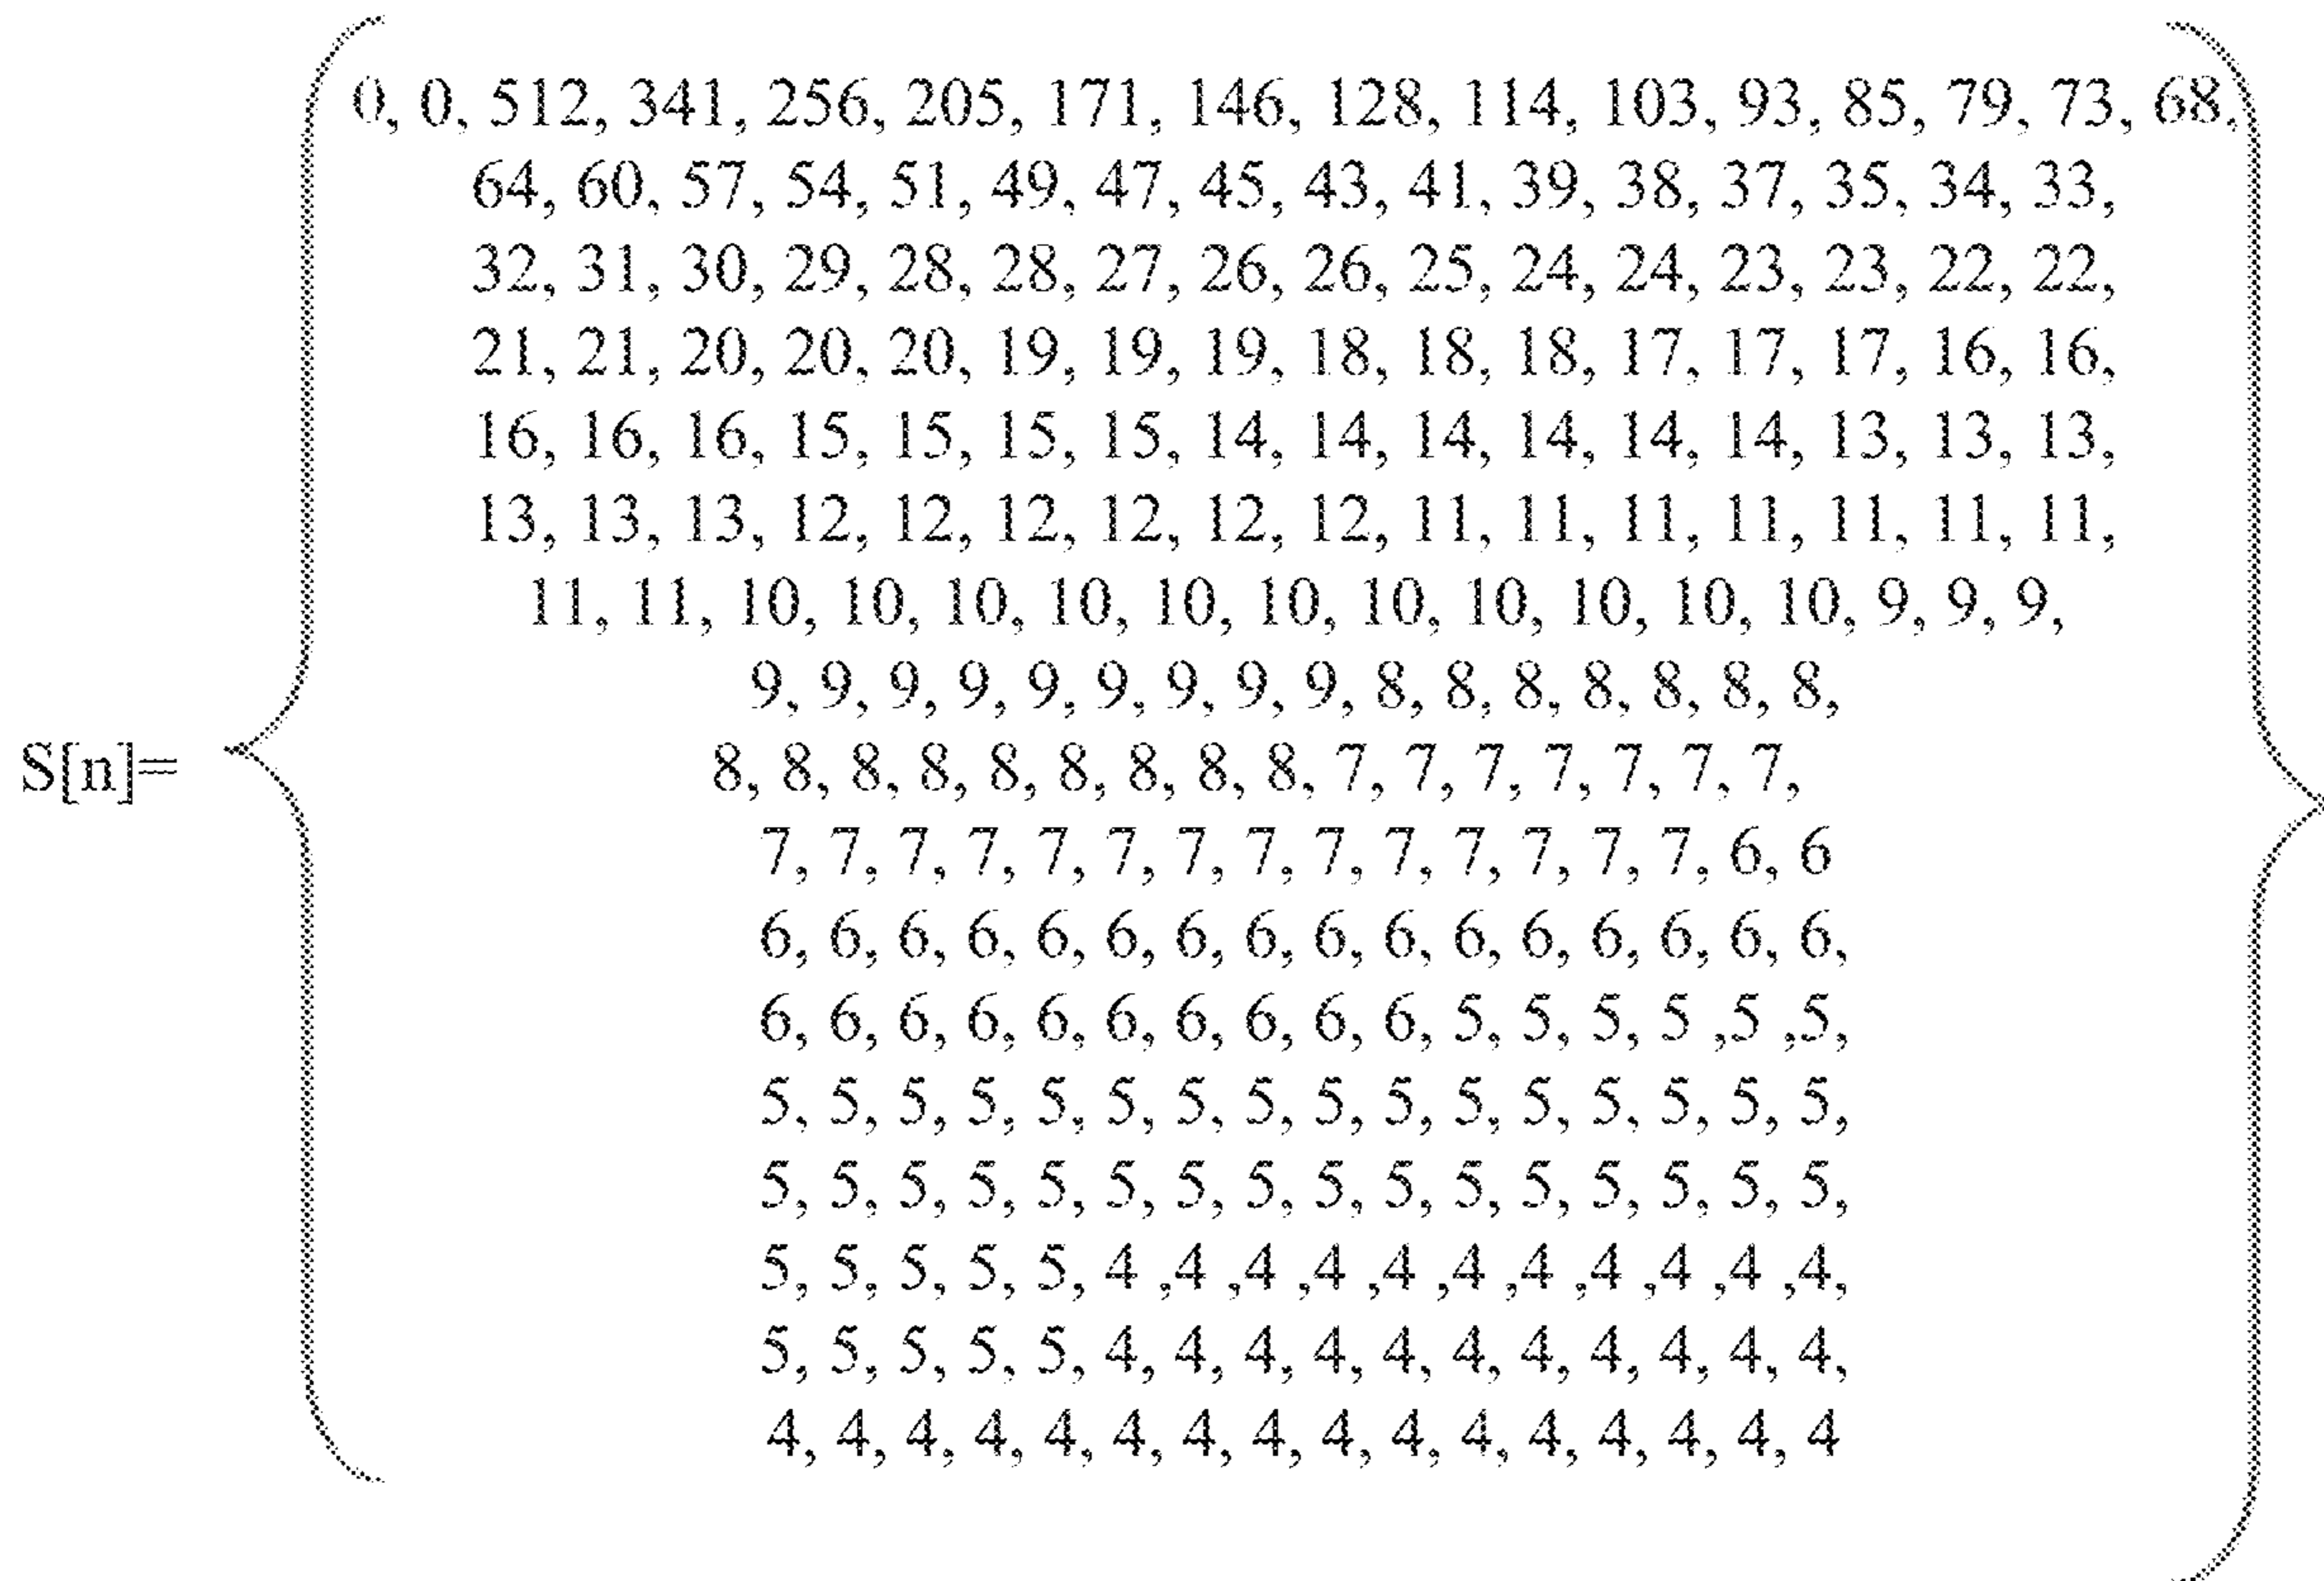 0, 0, 512, 341, 256, 205, 171, 146, 128, 114, 103, 93, 85, 79, 73, 68,
64, 60, 57, 54, 51, 49, 47, 45, 43, 41, 39, 38, 37, 35, 34, 33,
32, 31, 30, 29, 28, 28, 27, 26, 26, 25, 24, 24, 23, 23, 22, 22,
21, 21, 20, 20, 20, 19, 19, 19, 18, 18, 18, 17, 17, 17, 16, 16,
16, 16, 16, 15, 15, 15, 15, 14, 14, 14, 14, 14, 14, 13, 13, 13,
13, 13, 13, 12, 12, 12, 12, 12, 12, 11, 11, 11, 11, 11, 11, 11,
11, 11, 10, 10, 10, 10, 10, 10, 10, 10, 10, 10, 10, 9, 9, 9,
9, 9, 9, 9, 9, 9, 9, 9, 9, 8, 8, 8, 8, 8, 8, 8,
S[n]=
8, 8, 8, 8, 8, 8, 8, 8, 8, 7, 7, 7, 7, 7, 7, 7,
7, 7, 7, 7, 7, 7, 7, 7, 7, 7, 7, 7, 7, 7, 6, 6
6, 6, 6, 6, 6, 6, 6, 6, 6, 6, 6, 6, 6, 6, 6, 6,
6, 6, 6, 6, 6, 6, 6, 6, 6, 6, 5, 5, 5, 5 ,5 ,5,
5, 5, 5, 5, 5, 5, 5, 5, 5, 5, 5, 5, 5, 5, 5, 5,
5, 5, 5, 5, 5, 5, 5, 5, 5, 5, 5, 5, 5, 5, 5, 5,
5, 5, 5, 5, 5, 4 ,4 ,4 ,4 ,4 ,4 ,4 ,4 ,4 ,4 ,4,
5, 5, 5, 5, 5, 4, 4, 4, 4, 4, 4, 4, 4, 4, 4, 4,
4, 4, 4, 4, 4, 4, 4, 4, 4, 4, 4, 4, 4, 4, 4, 4